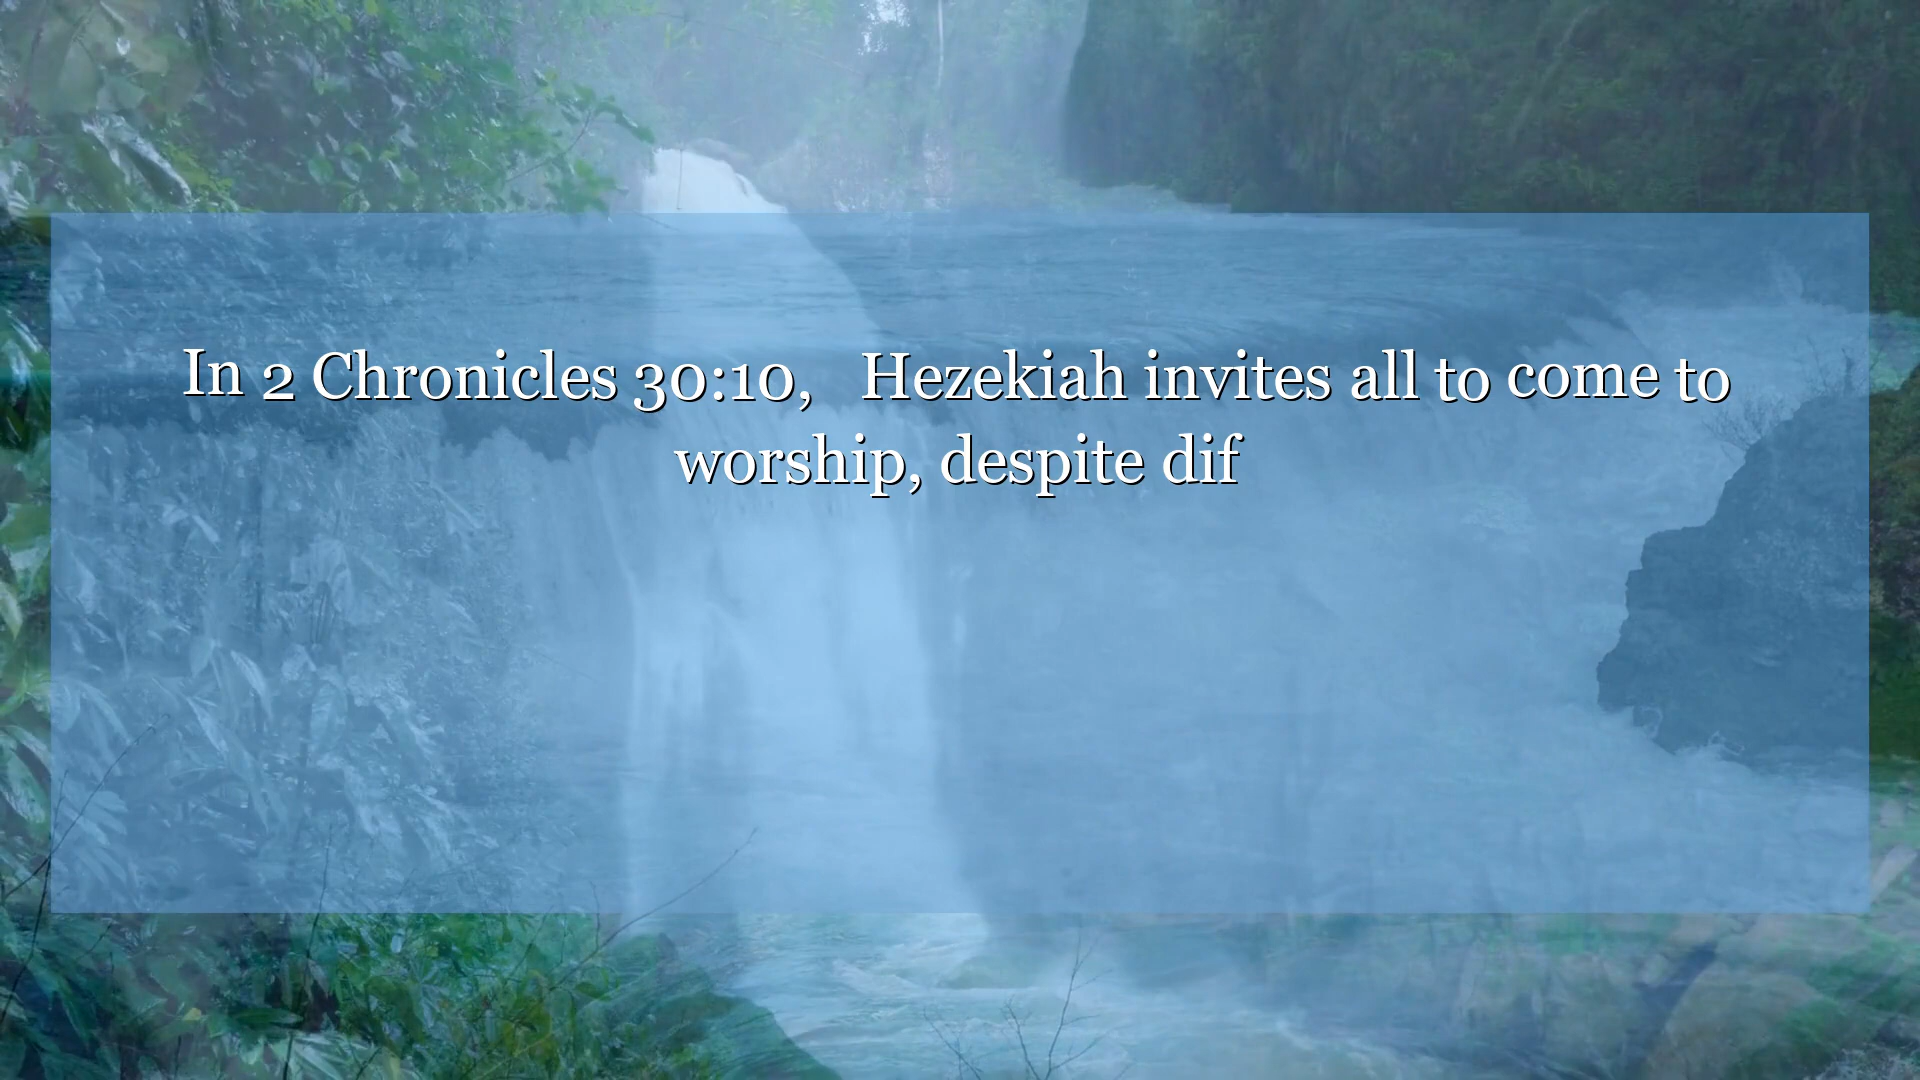 In 2 Chronicles 30:10,   Hezekiah invites all to come to
worship, despite dif